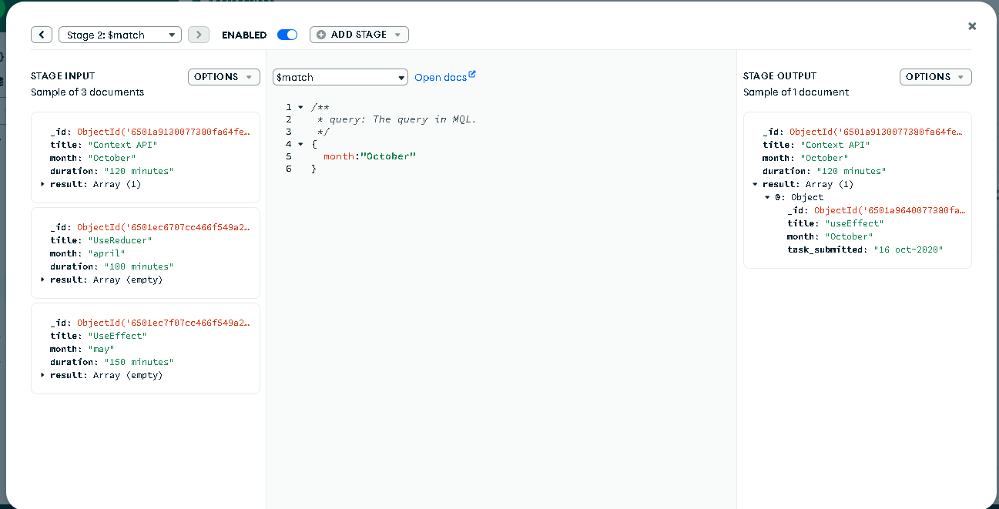 Stage 2: $match
ENABLED
ADD STAGE
STAGE INPUT
OPTIONS
Sample of 3 documents
_id: ObjectId('6501a9130077380fa64fe…
title: "Context API"
month: "October"
duration: "120 minutes"
result: Array (1)
_id: ObjectId('6501ec6707cc466f549a2…
title: "UseReducer"
month: "april"
duration: "100 minutes"
result: Array (empty)
_id: ObjectId('6501ec7f07cc466f549a2…
title: "UseEffect"
month: "may"
duration: "150 minutes"
result: Array (empty)
$match
Open docs
1 /**
2 * query: The query in MQL.
3 */
4 {
5 month:"October"
6 }
STAGE OUTPUT
OPTIONS
Sample of 1 document
_id: ObjectId('6501a9130077380fa64fe…
title: "Context API"
month: "October"
duration: "120 minutes"
result: Array (1)
0: Object
_id: ObjectId('6501a9640077380fa…
title: "useEffect"
month: "October"
task_submitted: "16 oct-2020"